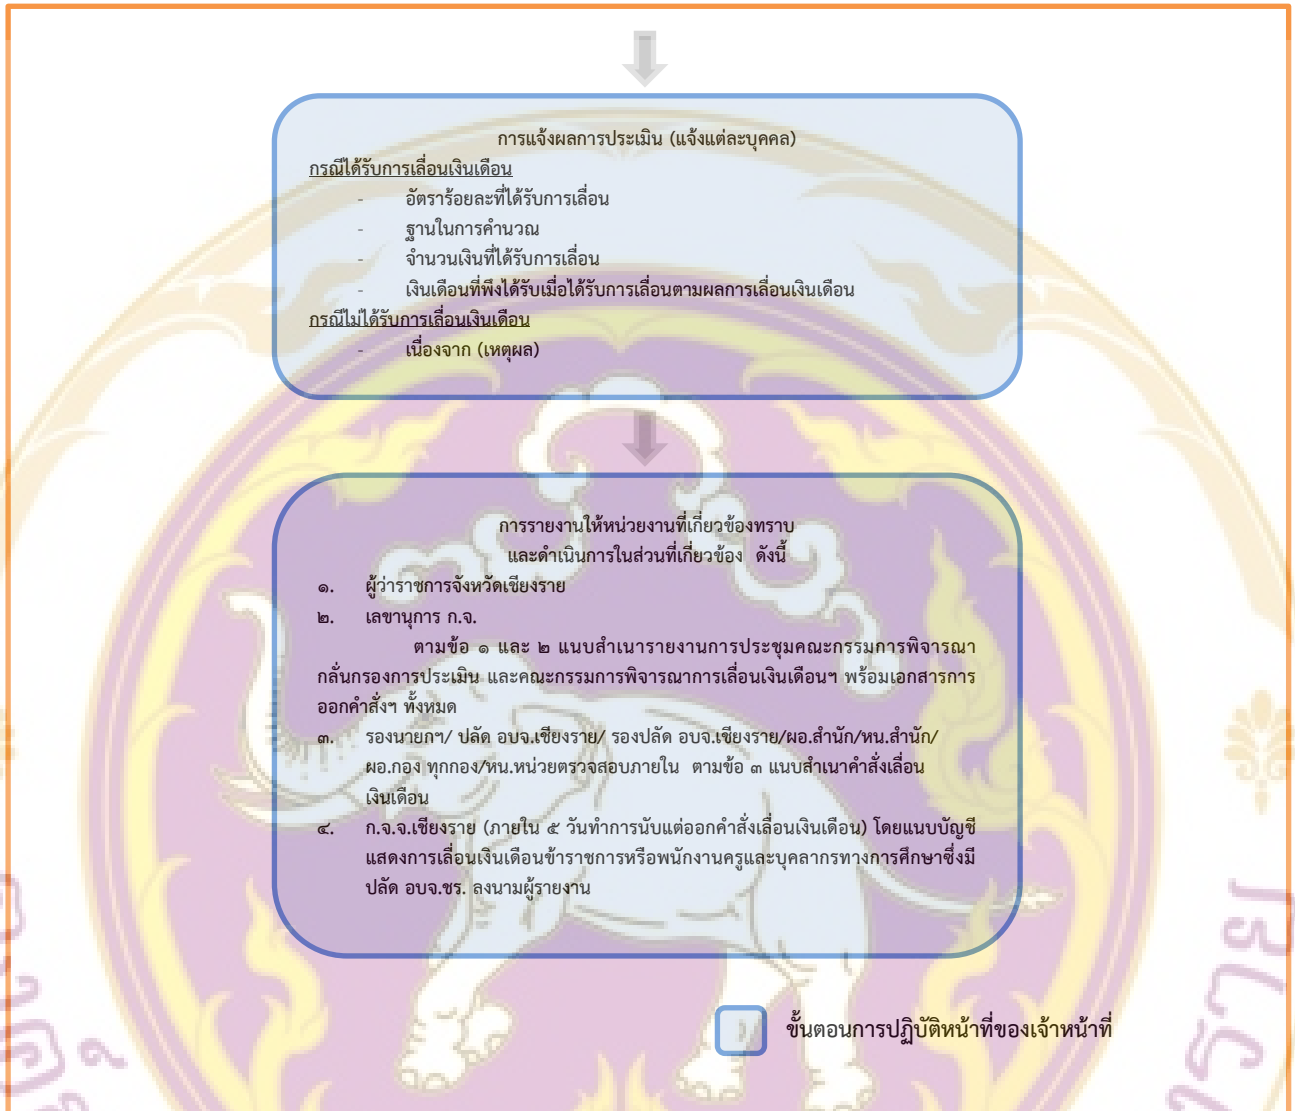 การแจ้งผลการประเมิน (แจ้งแต่ละบุคคล)
กรณีได้รับการเลื่อนเงินเดือน
- อัตราร้อยละที่ได้รับการเลื่อน
- ฐานในการคำนวณ
- จำนวนเงินที่ได้รับการเลื่อน
- เงินเดือนที่พึงได้รับเมื่อได้รับการเลื่อนตามผลการเลื่อนเงินเดือน
กรณีไม่ได้รับการเลื่อนเงินเดือน
- เนื่องจาก (เหตุผล)
การรายงานให้หน่วยงานที่เกี่ยวข้องทราบ
และดำเนินการในส่วนที่เกี่ยวข้อง ดังนี้
๑. ผู้ว่าราชการจังหวัดเชียงราย
๒. เลขานุการ ก.จ.
ตามข้อ ๑ และ ๒ แนบสำเนารายงานการประชุมคณะกรรมการพิจารณา
กลั่นกรองการประเมิน และคณะกรรมการพิจารณาการเลื่อนเงินเดือนฯ พร้อมเอกสารการ
ออกคำสั่งฯ ทั้งหมด
๓. รองนายกฯ/ ปลัด อบจ.เชียงราย/ รองปลัด อบจ.เชียงราย/ผอ.สำนัก/หน.สำนัก/
ผอ.กอง ทุกกอง/หน.หน่วยตรวจสอบภายใน ตามข้อ ๓ แนบสำเนาคำสั่งเลื่อน
เงินเดือน
๔. ก.จ.จ.เชียงราย (ภายใน ๕ วันทำการนับแต่ออกคำสั่งเลื่อนเงินเดือน) โดยแนบบัญชี
แสดงการเลื่อนเงินเดือนข้าราชการหรือพนักงานครูและบุคลากรทางการศึกษาซึ่งมี
ปลัด อบจ.ชร. ลงนามผู้รายงาน
ขั้นตอนการปฏิบัติหน้าที่ของเจ้าหน้าที่